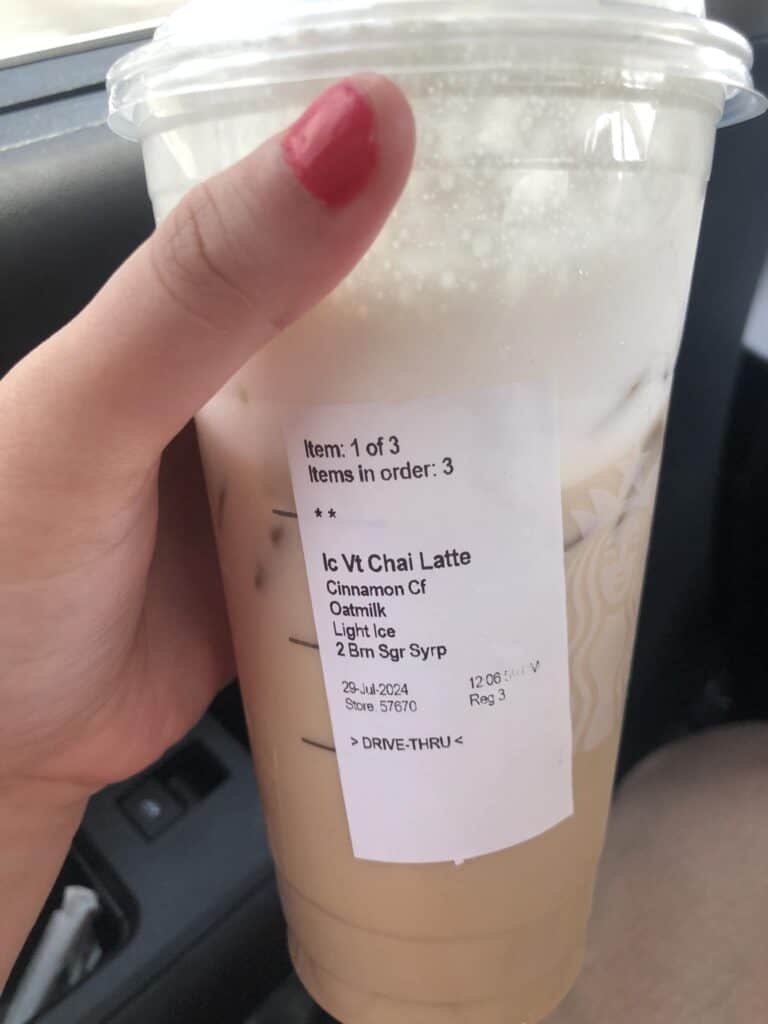 Item: 1 of 3
Items in order: 3
**
Ic Vt Chai Latte
Cinnamon Cf
Oatmilk
Light Ice
2 Brn Sgr Syrp
29-Jul-2024 12:06
Store: 57670 Reg 3
> DRIVE-THRU <